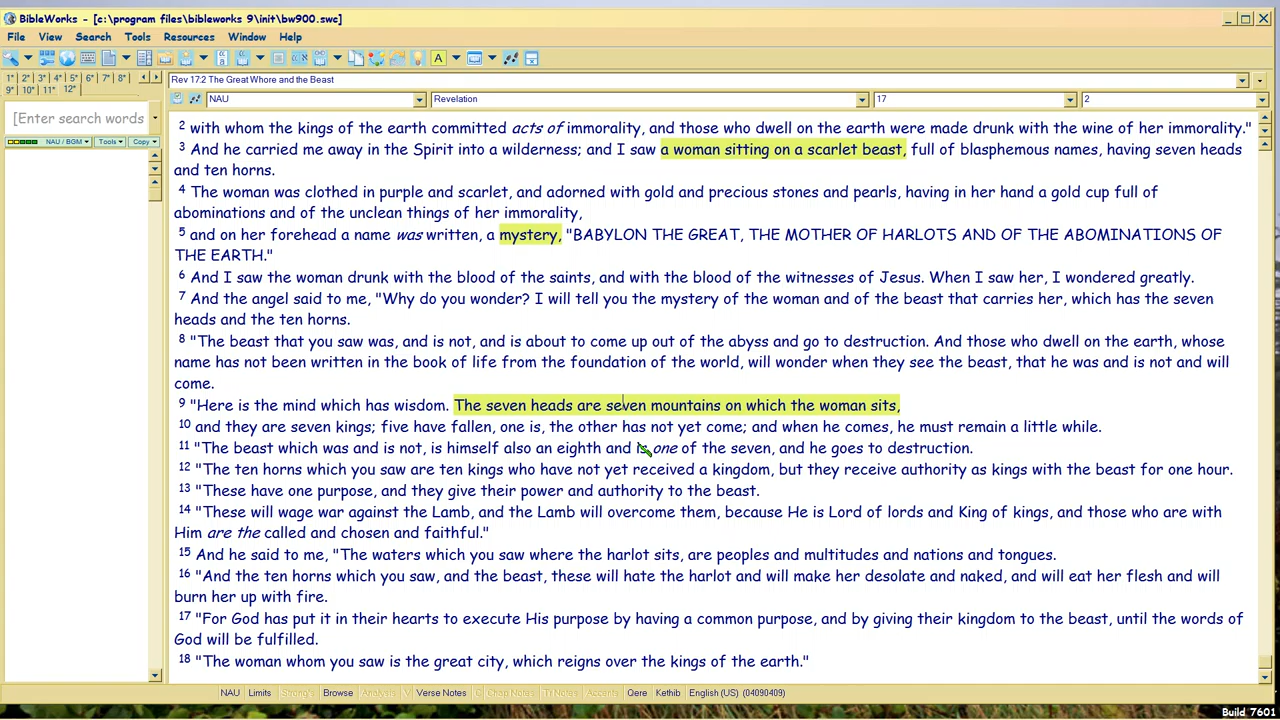 BibleWorks - [c:\program files\bibleworks 9\init\bw900.swc]
File View Search Tools Resources Window Help
1* 2* 3* 4* 5* 6* 7* 8*
9* 10* 11* 12*
Rev 17:2 The Great Whore and the Beast
NAU Revelation 17 2
[Enter search words
NAU / BGM Tools Copy
2 with whom the kings of the earth committed acts of immorality, and those who dwell on the earth were made drunk with the wine of her immorality."
3 And he carried me away in the Spirit into a wilderness; and I saw a woman sitting on a scarlet beast, full of blasphemous names, having seven heads
and ten horns.
4 The woman was clothed in purple and scarlet, and adorned with gold and precious stones and pearls, having in her hand a gold cup full of
abominations and of the unclean things of her immorality,
5 and on her forehead a name was written, a mystery, "BABYLON THE GREAT, THE MOTHER OF HARLOTS AND OF THE ABOMINATIONS OF
THE EARTH."
6 And I saw the woman drunk with the blood of the saints, and with the blood of the witnesses of Jesus. When I saw her, I wondered greatly.
7 And the angel said to me, "Why do you wonder? I will tell you the mystery of the woman and of the beast that carries her, which has the seven
heads and the ten horns.
8 "The beast that you saw was, and is not, and is about to come up out of the abyss and go to destruction. And those who dwell on the earth, whose
name has not been written in the book of life from the foundation of the world, will wonder when they see the beast, that he was and is not and will
come.
9 "Here is the mind which has wisdom. The seven heads are seven mountains on which the woman sits,
10 and they are seven kings; five have fallen, one is, the other has not yet come; and when he comes, he must remain a little while.
11 "The beast which was and is not, is himself also an eighth and is one of the seven, and he goes to destruction.
12 "The ten horns which you saw are ten kings who have not yet received a kingdom, but they receive authority as kings with the beast for one hour.
13 "These have one purpose, and they give their power and authority to the beast.
14 "These will wage war against the Lamb, and the Lamb will overcome them, because He is Lord of lords and King of kings, and those who are with
Him are the called and chosen and faithful."
15 And he said to me, "The waters which you saw where the harlot sits, are peoples and multitudes and nations and tongues.
16 "And the ten horns which you saw, and the beast, these will hate the harlot and will make her desolate and naked, and will eat her flesh and will
burn her up with fire.
17 "For God has put it in their hearts to execute His purpose by having a common purpose, and by giving their kingdom to the beast, until the words of
God will be fulfilled.
18 "The woman whom you saw is the great city, which reigns over the kings of the earth."
NAU Limits Strong's Browse Analysis V Verse Notes C Chap Notes Tr Notes Accents Qere Kethib English (US) (04090409)
Build 7601